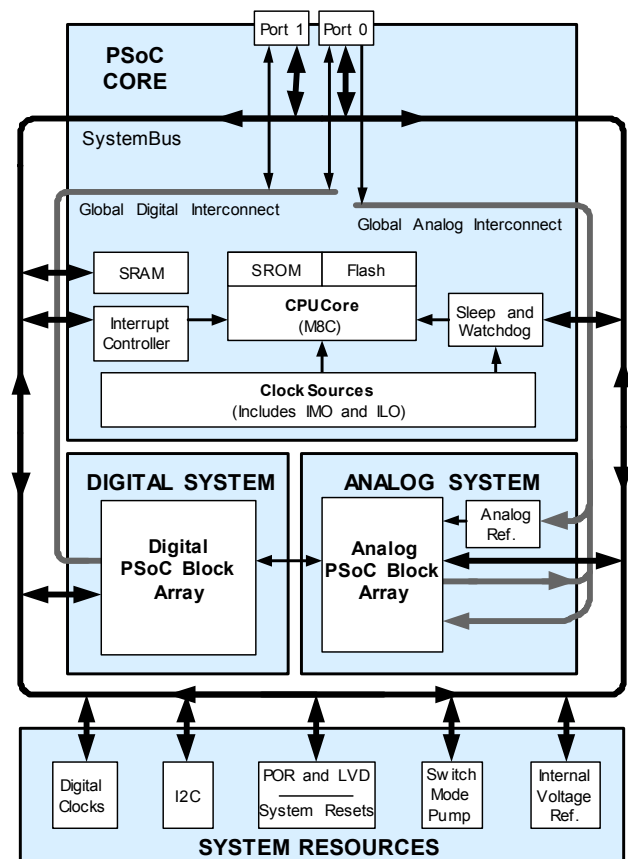 Port 1 Port 0
PSoC
CORE
SystemBus
Global Digital Interconnect
Global Analog Interconnect
SRAM
SROM Flash
CPUCore
(M8C)
Interrupt
Controller
Sleep and
Watchdog
Clock Sources
(Includes IMO and ILO)
DIGITAL SYSTEM
Digital
PSoC Block
Array
ANALOG SYSTEM
Analog
PSoC Block
Array
Analog
Ref.
Digital
Clocks
I2C
POR and LVD
System Resets
Switch
Mode
Pump
Internal
Voltage
Ref.
SYSTEM RESOURCES